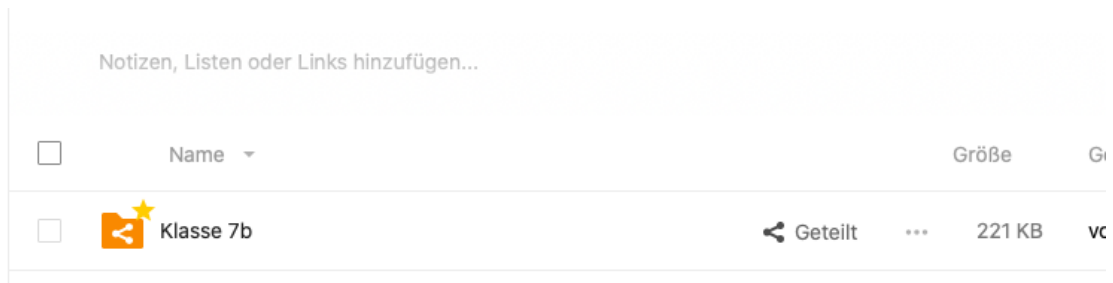 Notizen, Listen oder Links hinzufügen...
Name Größe
Klasse 7b Geteilt ... 221 KB